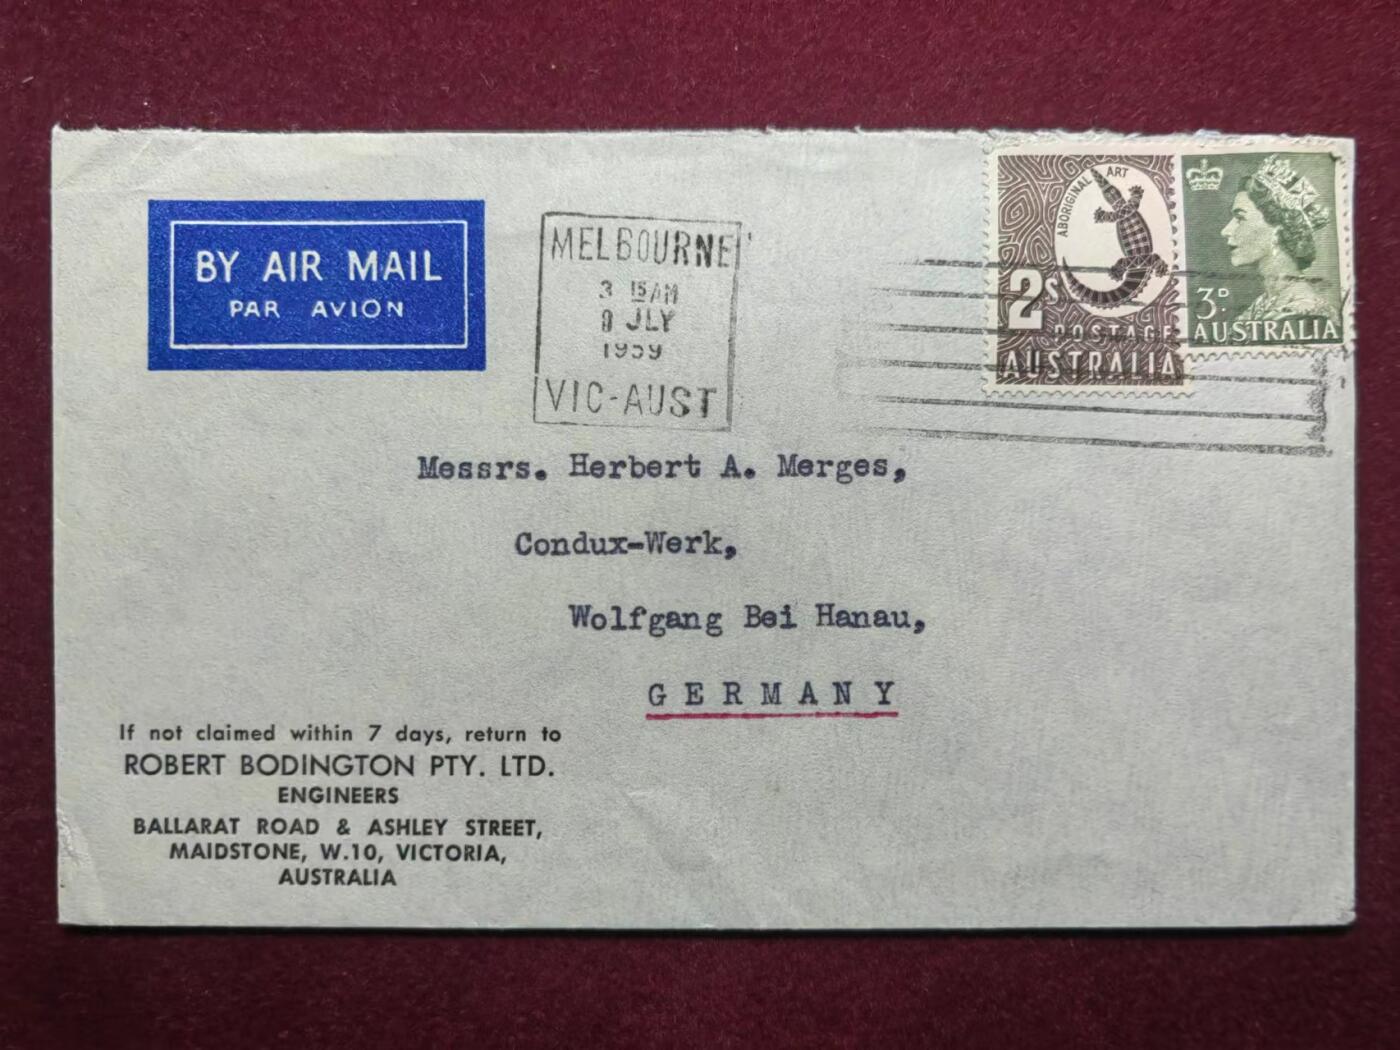 BY AIR MAIL
PAR AVION
MELBOURNE
3 15 AM
JLY
1959
VIC-AUST
ABORIGINAL ART
2S
POSTAGE
AUSTRALIA
3D.
AUSTRALIA
Messrs. Herbert A. Merges,
Condux-Werk,
Wolfgang Bei Hanau,
GERMANY
If not claimed within 7 days, return to
ROBERT BODINGTON PTY. LTD.
ENGINEERS
BALLARAT ROAD & ASHLEY STREET,
MAIDSTONE, W.10, VICTORIA,
AUSTRALIA